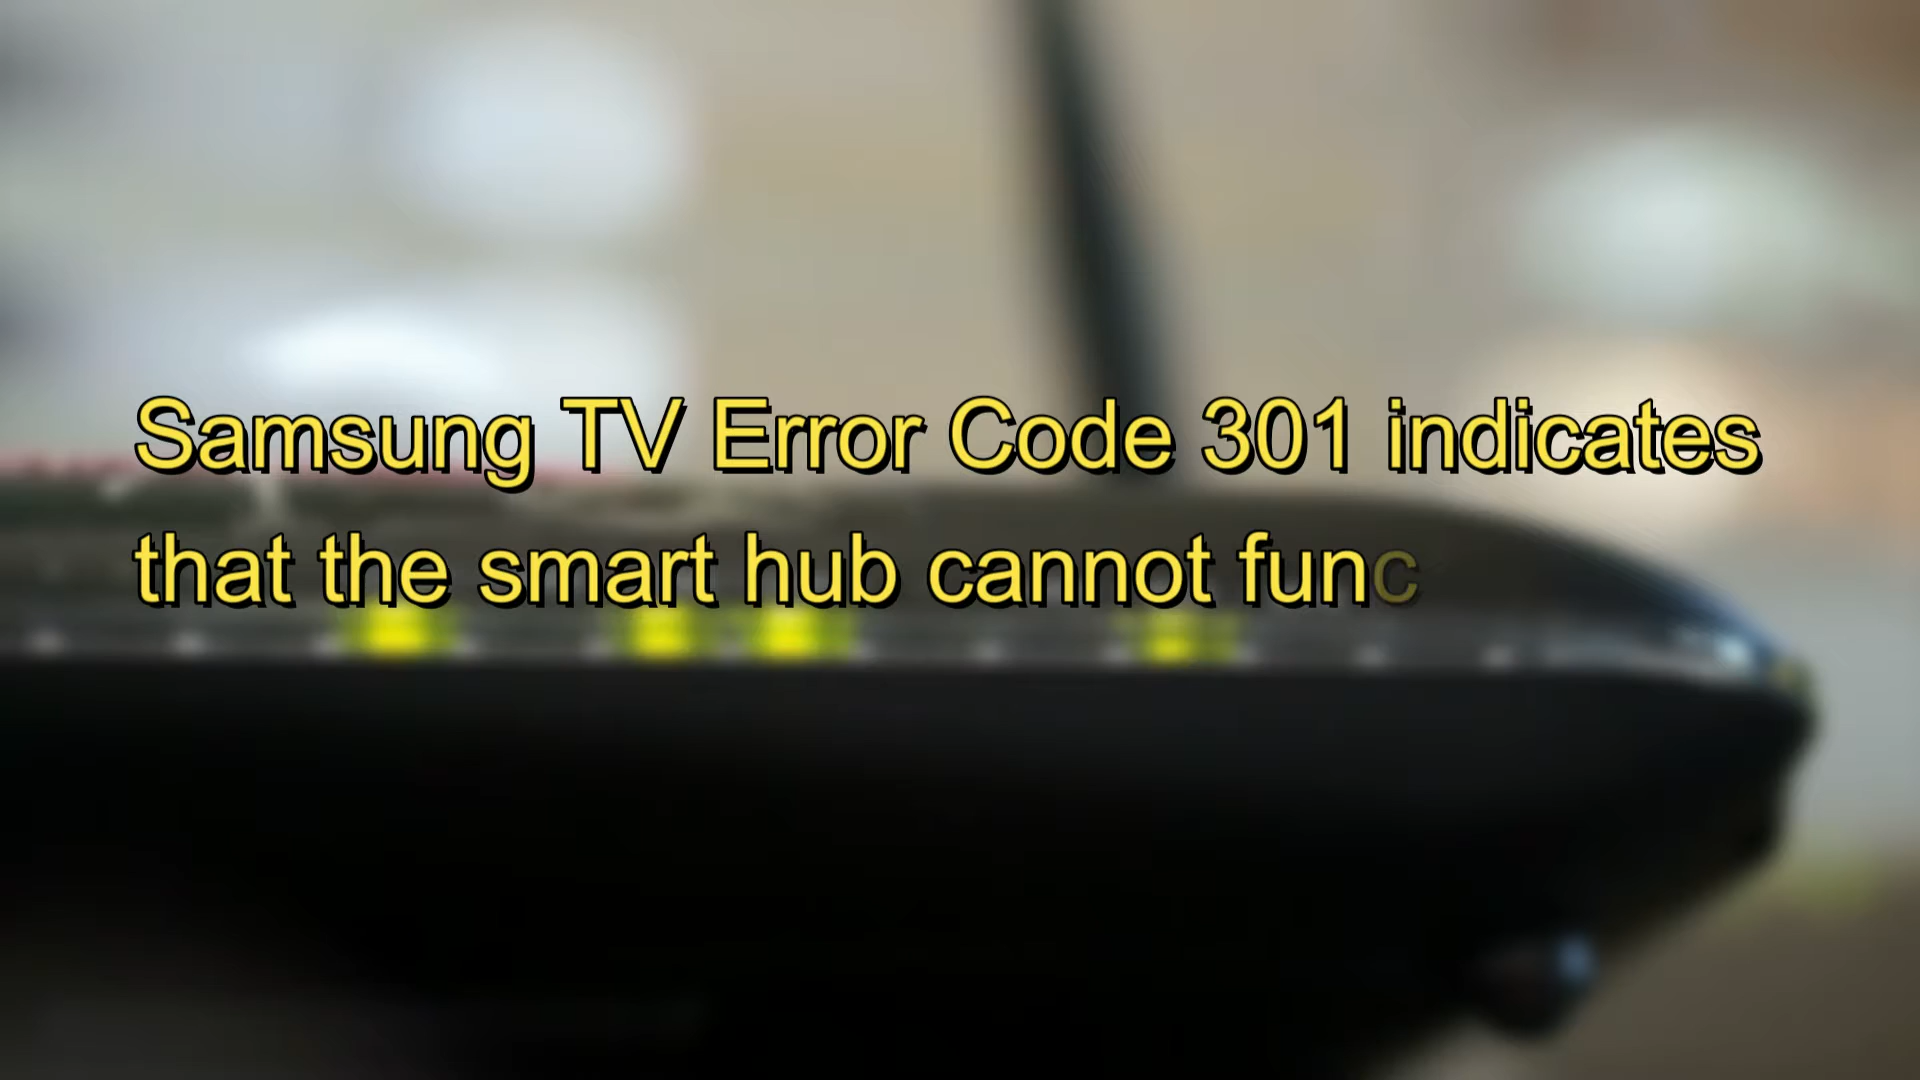 Samsung TV Error Code 301 indicates
that the smart hub cannot func